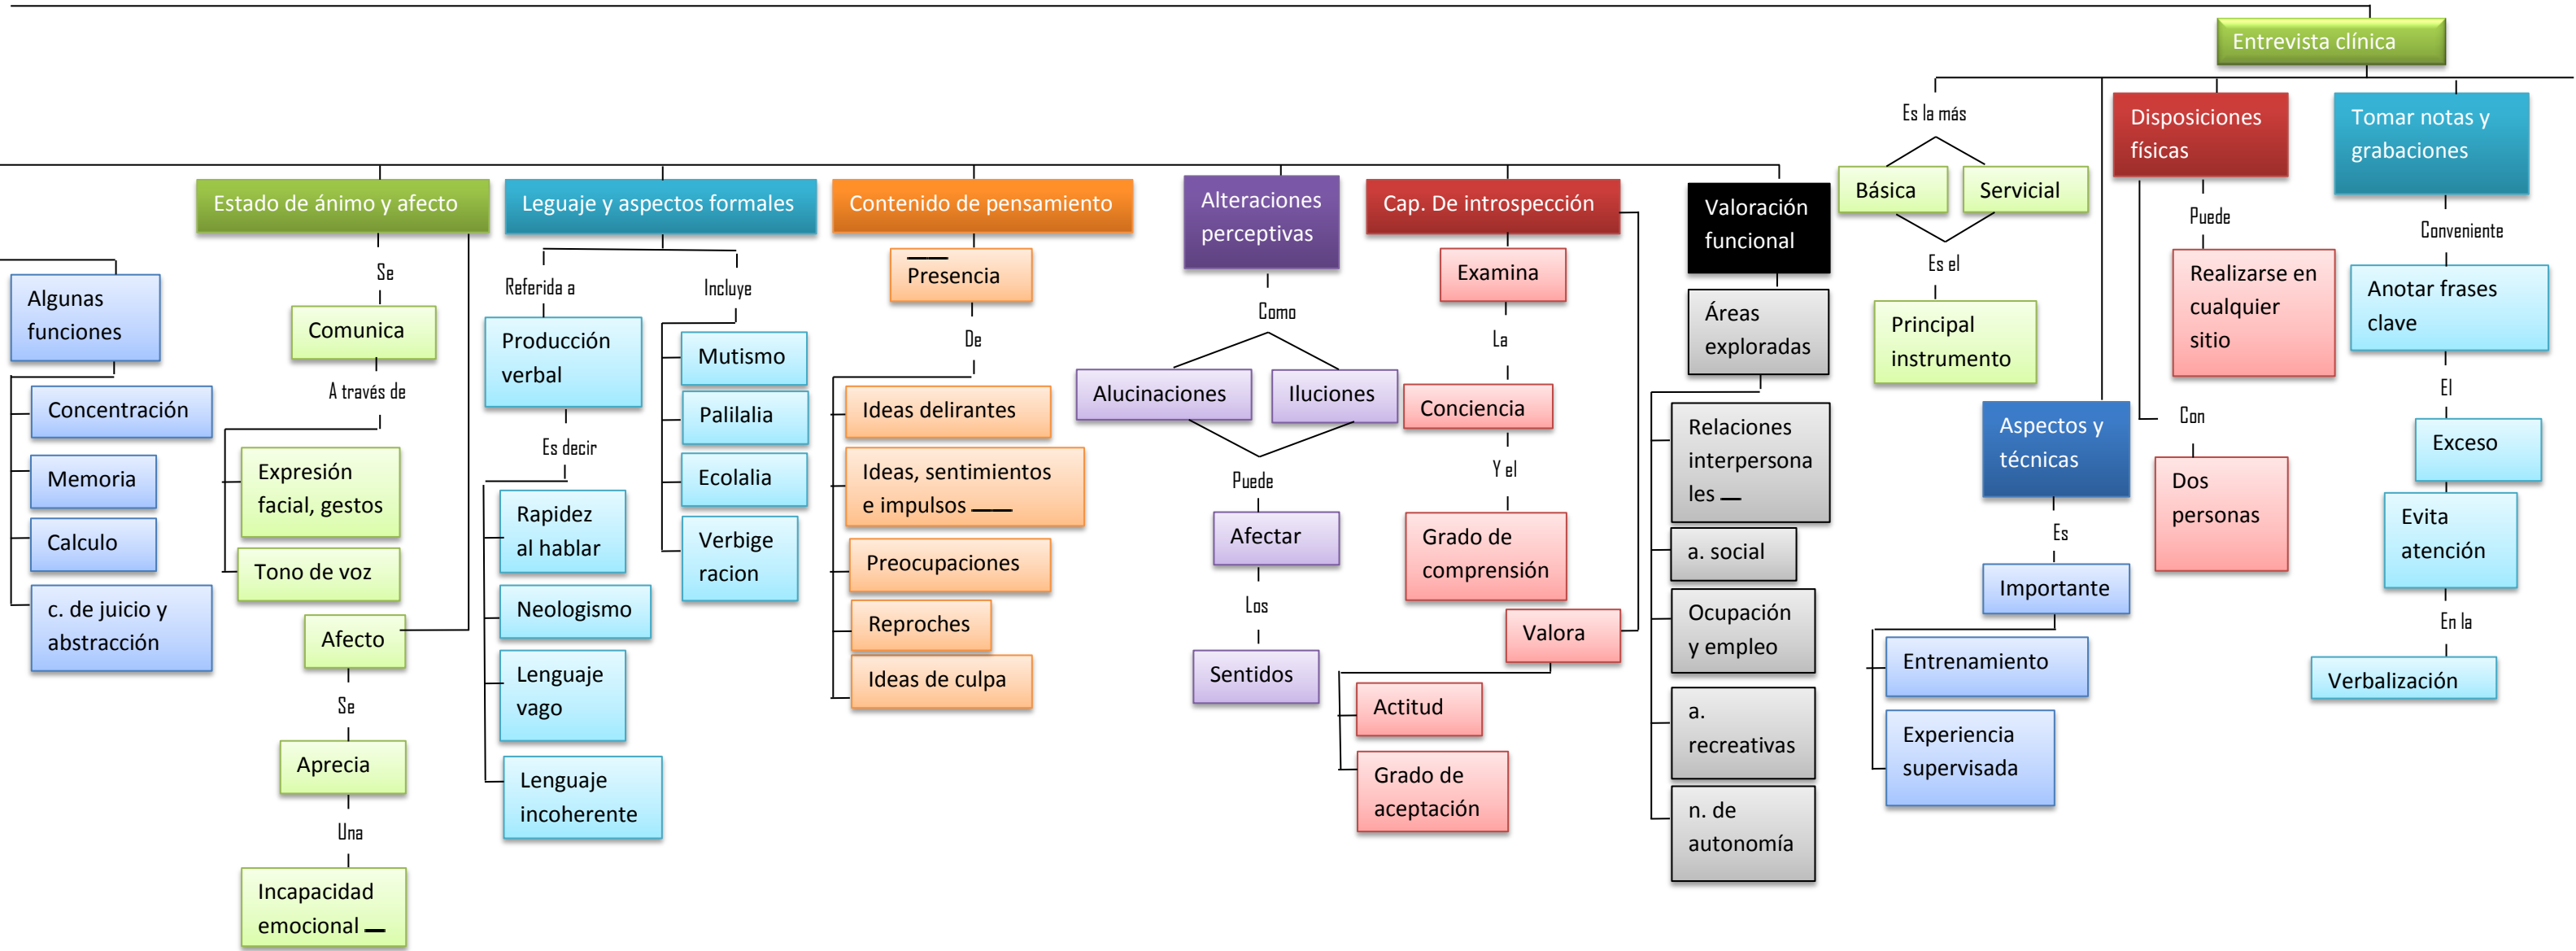 Entrevista clínica
Es la más
Básica
Servicial
Es el
Principal
instrumento
Aspectos y
técnicas
Es
Importante
Entrenamiento
Experiencia
supervisada
Disposiciones
físicas
Puede
Realizarse en
cualquier
sitio
Con
Dos
personas
Tomar notas y
grabaciones
Conveniente
Anotar frases
clave
El
Exceso
Evita
atención
En la
Verbalización
Algunas
funciones
Concentración
Memoria
Calculo
c. de juicio y
abstracción
Estado de ánimo y afecto
Se
Comunica
A través de
Expresión
facial, gestos
Tono de voz
Afecto
Se
Aprecia
Una
Incapacidad
emocional
Leguaje y aspectos formales
Referida a
Producción
verbal
Es decir
Rapidez
al hablar
Neologismo
Lenguaje
vago
Lenguaje
incoherente
Incluye
Mutismo
Palilalia
Ecolalia
Verbige
racion
Contenido de pensamiento
Presencia
De
Ideas delirantes
Ideas, sentimientos
e impulsos
Preocupaciones
Reproches
Ideas de culpa
Alteraciones
perceptivas
Como
Alucinaciones
Iluciones
Puede
Afectar
Los
Sentidos
Cap. De introspección
Examina
La
Conciencia
Y el
Grado de
comprensión
Valora
Actitud
Grado de
aceptación
Valoración
funcional
Áreas
exploradas
Relaciones
interpersona
les
a. social
Ocupación
y empleo
a.
recreativas
n. de
autonomía